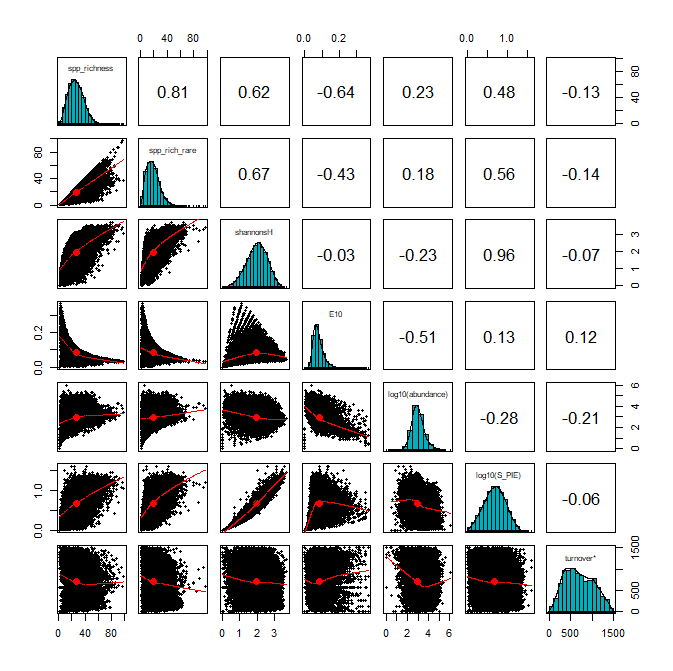 0 40 80
0.0 0.2
0.0 1.0
spp_richness
0.81
0.62
-0.64
0.23
0.48
-0.13
0 40 80
0 40 80
spp_rich_rare
0.67
-0.43
0.18
0.56
-0.14
shannonsH
-0.03
-0.23
0.96
-0.07
0 1 2 3
0.0 0.2
E10
-0.51
0.13
0.12
log10(abundance)
-0.28
-0.21
0 2 4 6
0.0 1.0
log10(S_PIE)
-0.06
turnover*
0 500 1500
0 40 80
0 1 2 3
0 2 4 6
0 500 1500